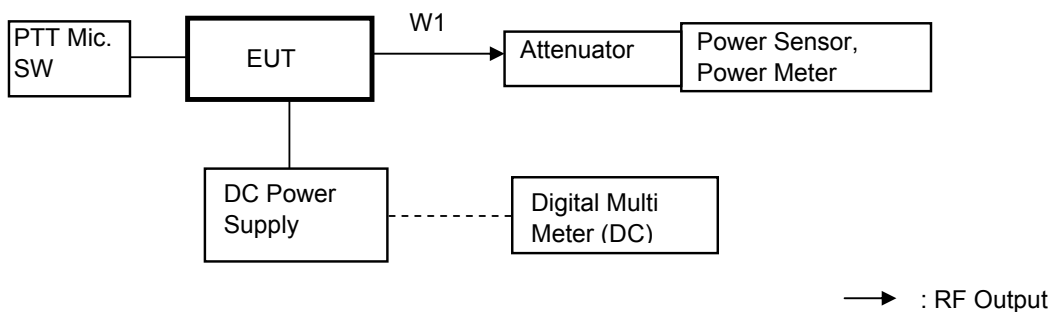 W1
PTT Mic.
SW
EUT
Attenuator
Power Sensor,
Power Meter
DC Power
Supply
Digital Multi
Meter (DC)
: RF Output